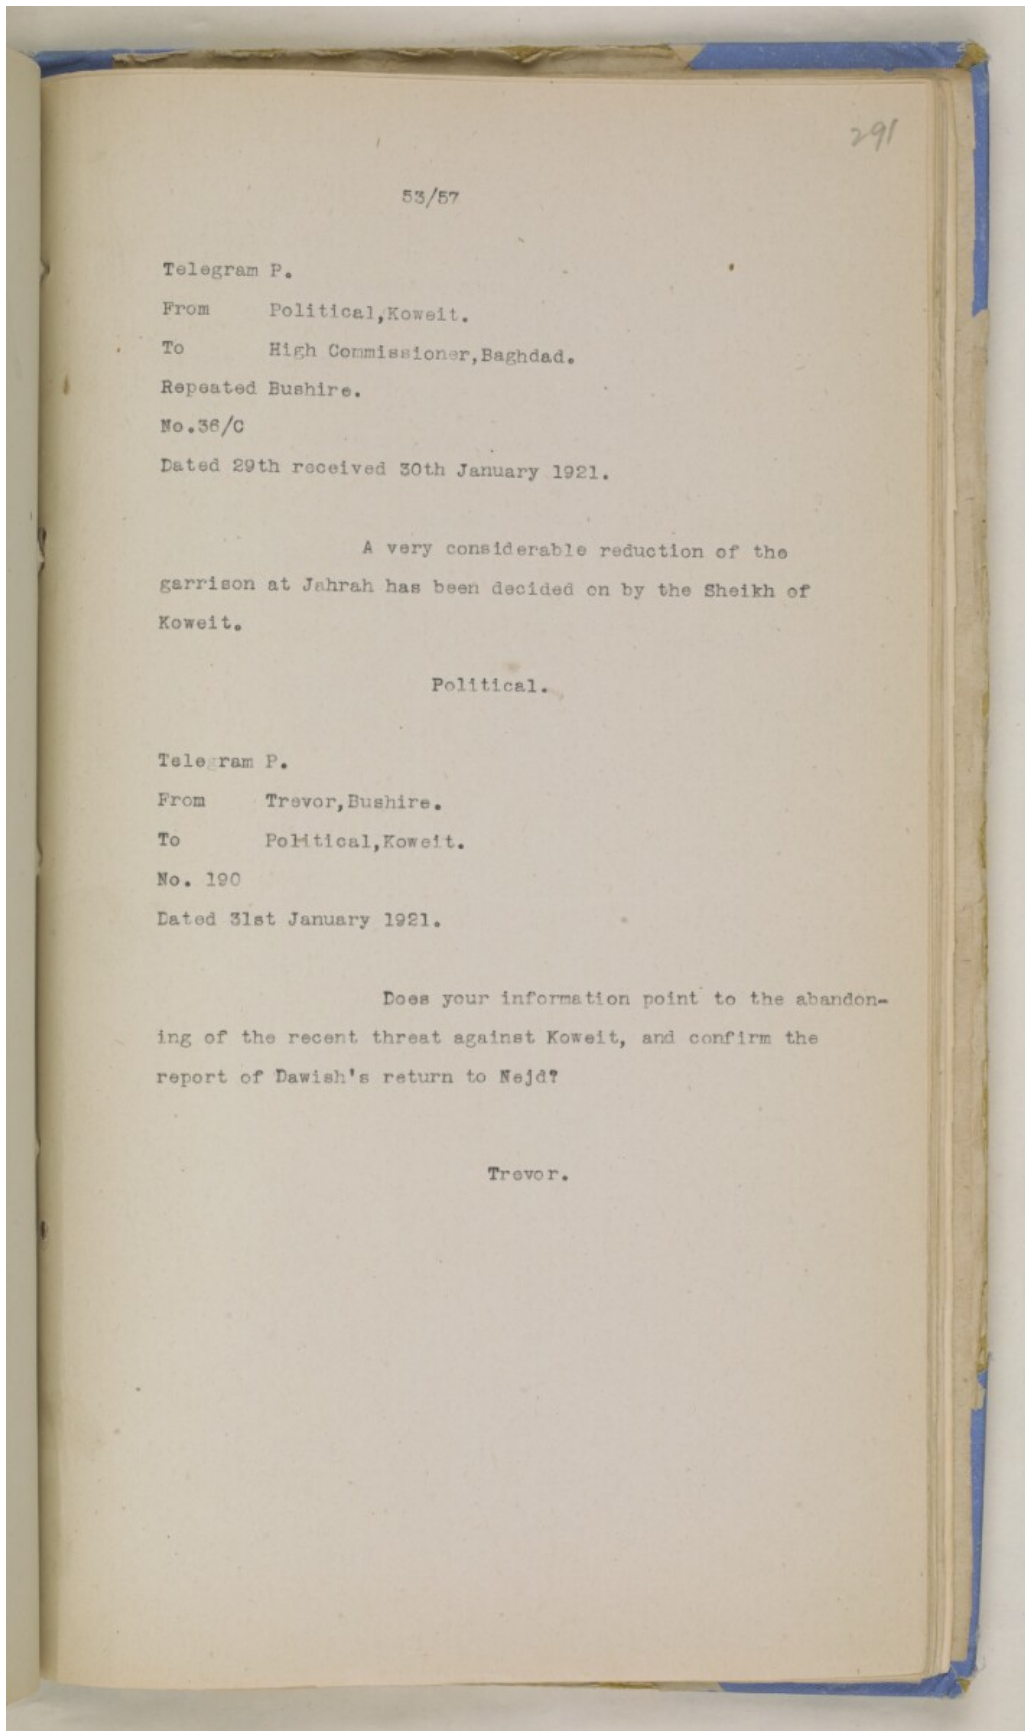 291
53/57
Telegram P.
From Political,Koweit.
To High Commissioner,Baghdad.
Repeated Bushire.
No.36/C
Dated 29th received 30th January 1921.
A very considerable reduction of the
garrison at Jahrah has been decided on by the Sheikh of
Koweit.
Political.
Telegram P.
From Trevor,Bushire.
To Political,Koweit.
No. 190
Dated 31st January 1921.
Does your information point to the abandon-
ing of the recent threat against Koweit, and confirm the
report of Dawish's return to Nejd?
Trevor.